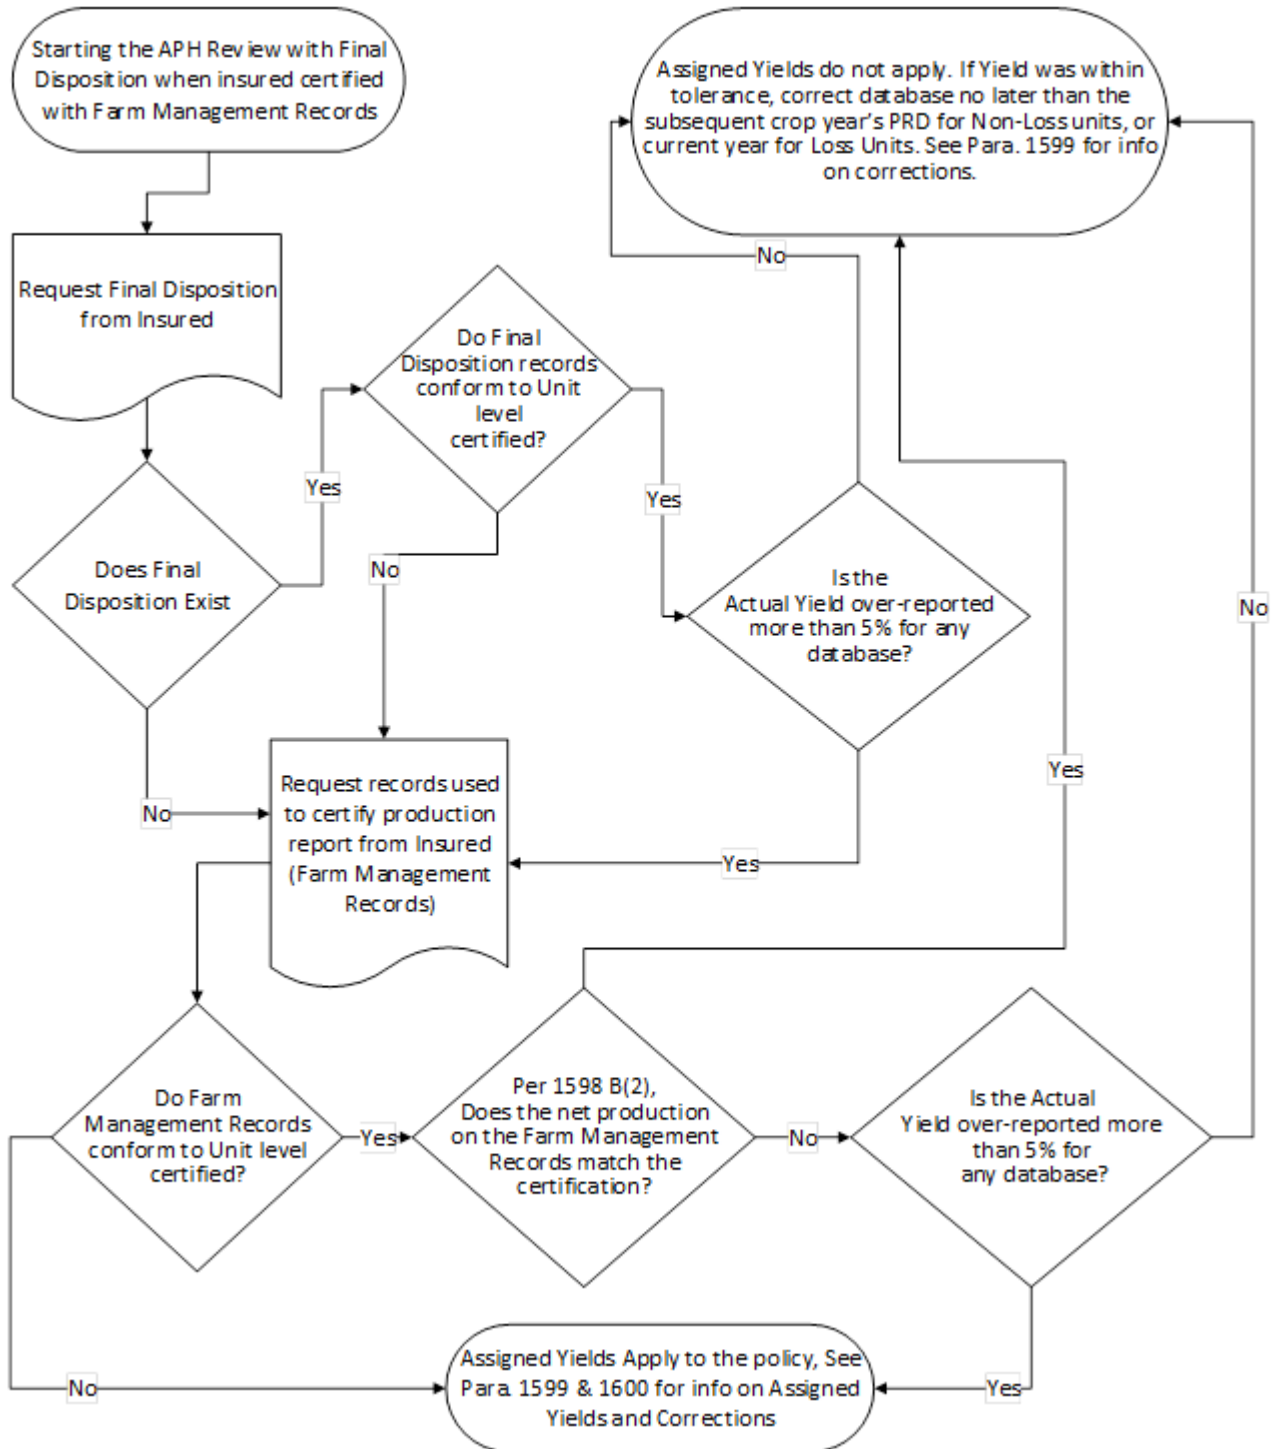 Starting the APH Review with Final
Disposition when insured certified
with Farm Management Records
Assigned Yields do not apply. If Yield was within
tolerance, correct database no later than the
subsequent crop year's PRD for Non-Loss units, or
current year for Loss Units. See Para. 1599 for info
on corrections.
No
Request Final Disposition
from Insured
Do Final
Disposition records
conform to Unit
level
certified?
Yes
Yes
No
Does Final
Disposition Exist
Is the
Actual Yield over-reported
more than 5% for any
database?
No
Yes
Request records used
to certify production
report from Insured
(Farm Management
Records)
No
Yes
Do Farm
Management Records
conform to Unit level
certified?
Yes
Per 1598 B(2),
Does the net production
on the Farm Management
Records match the
certification?
No
Is the Actual
Yield over-reported more
than 5% for
any database?
No
Assigned Yields Apply to the policy, See
Para. 1599 & 1600 for info on Assigned
Yields and Corrections
Yes